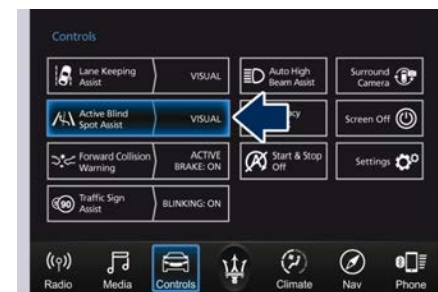 Controls
Lane Keeping
Assist
VISUAL
Auto High
Beam Assist
Surround
Camera
Active Blind
Spot Assist
VISUAL
Screen Off
Forward Collision
Warning
ACTIVE
BRAKE: ON
Start & Stop
Off
Settings
90
Traffic Sign
Assist
BLINKING: ON
Radio
Media
Controls
Climate
Nav
Phone